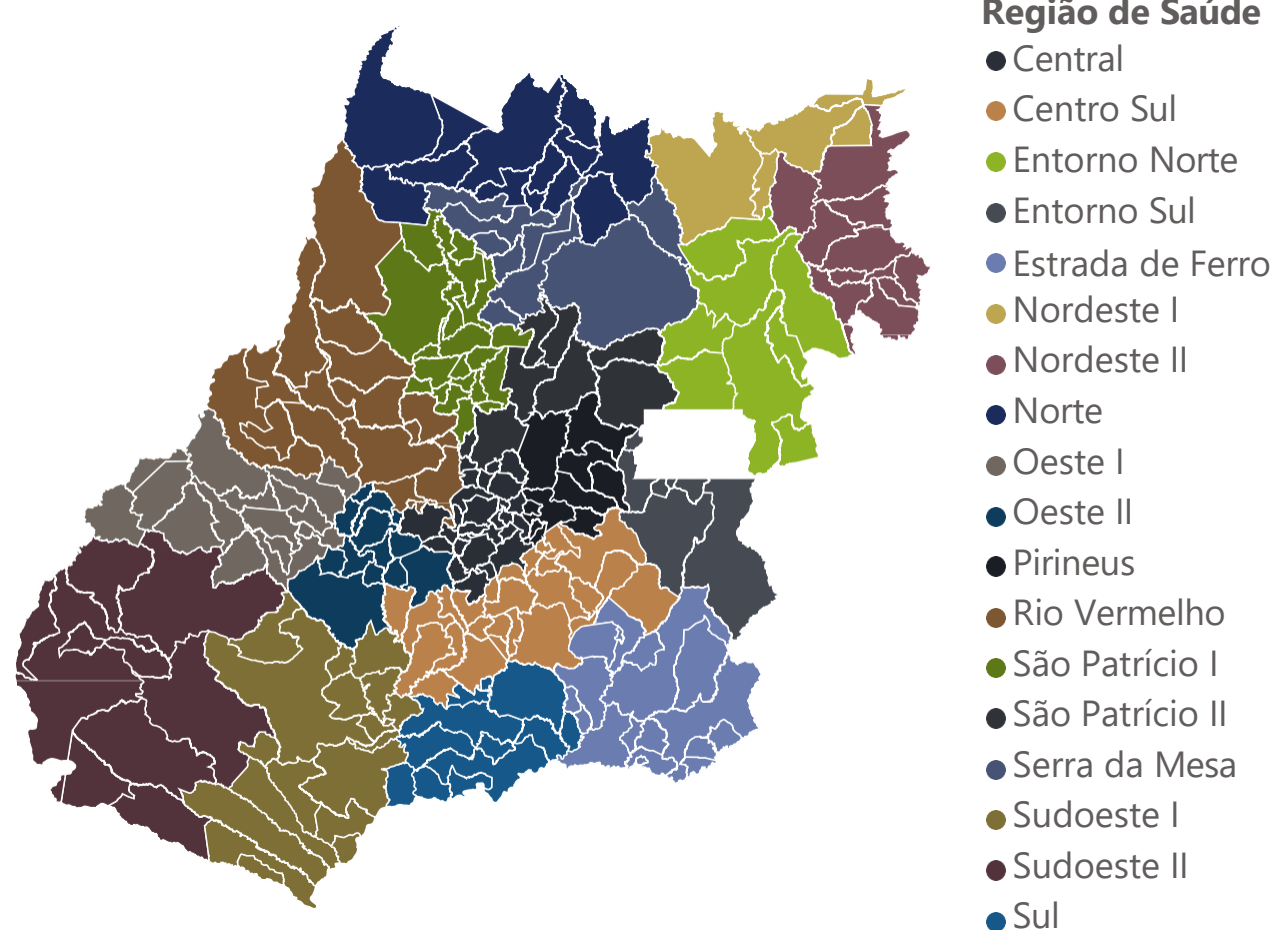 Região de Saúde
Central
Centro Sul
Entorno Norte
Entorno Sul
Estrada de Ferro
Nordeste I
Nordeste II
Norte
Oeste I
Oeste II
Pirineus
Rio Vermelho
São Patrício I
São Patrício II
Serra da Mesa
Sudoeste I
Sudoeste II
Sul